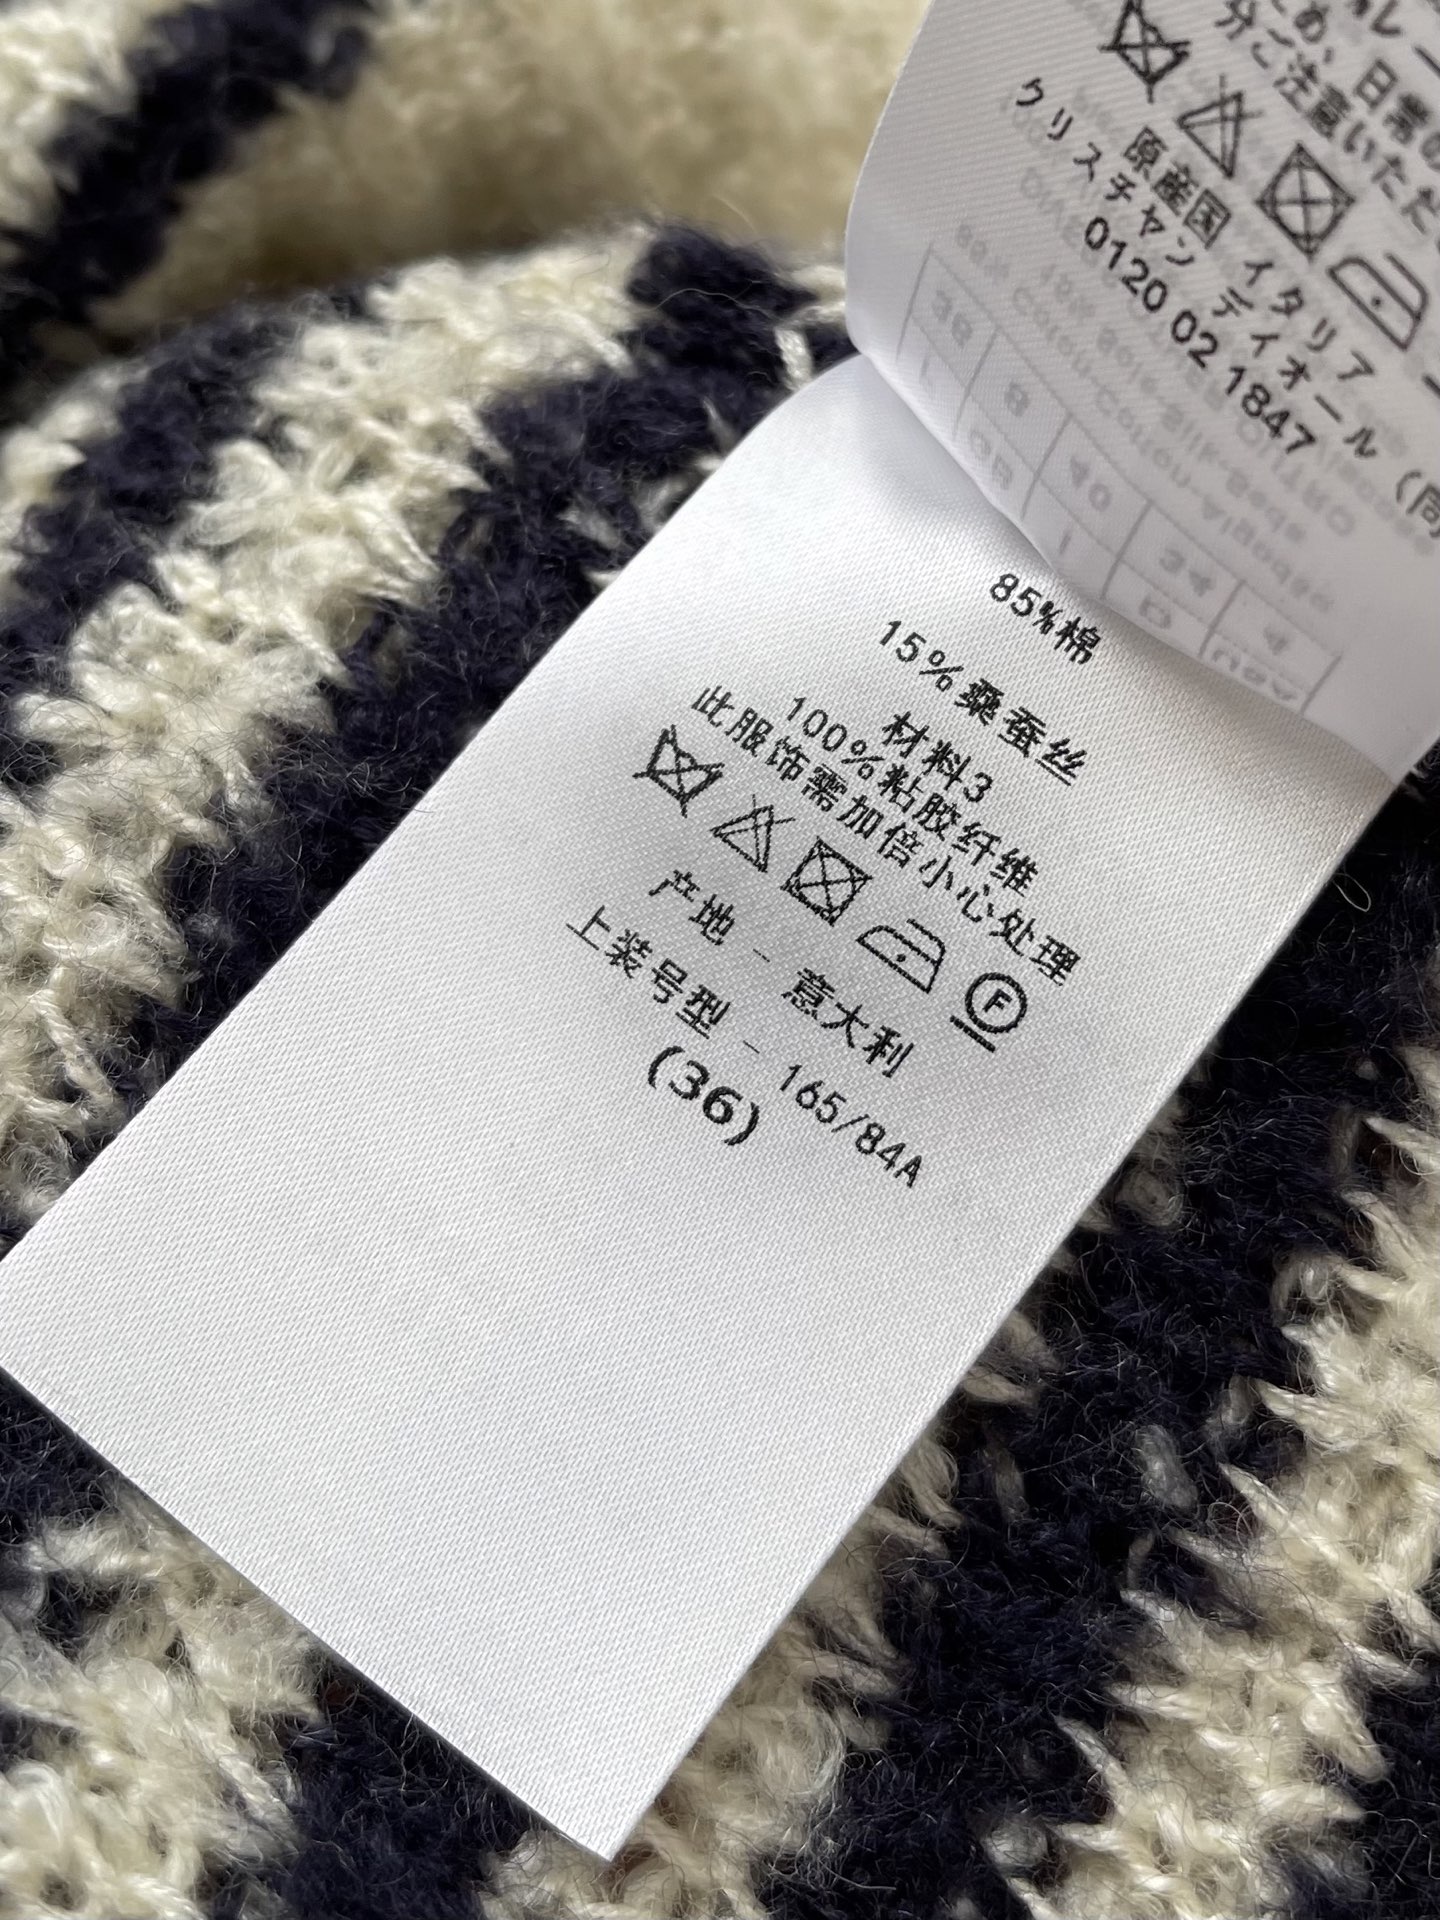 め、日常の
分ご注意いただ
原産国 イタリア
クリスチャン ディオール
0120 02 1847
85%棉
15%桑蚕丝
材料3
100%粘胶纤维
此服饰需加倍小心处理
F
产地 - 意大利
上装号型 - 165/84A
(36)